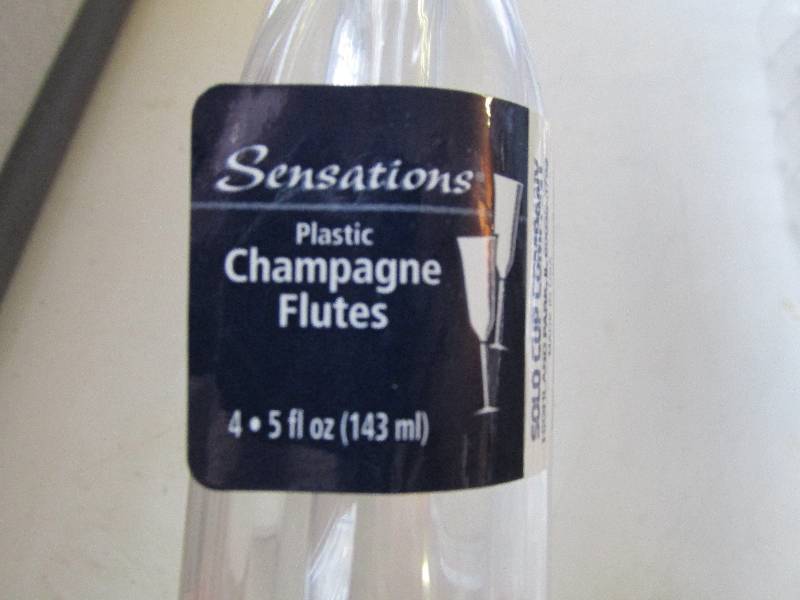 Sensations
Plastic
Champagne
Flutes
4 • 5 fl oz (143 ml)
SOLO CUP COMPANY